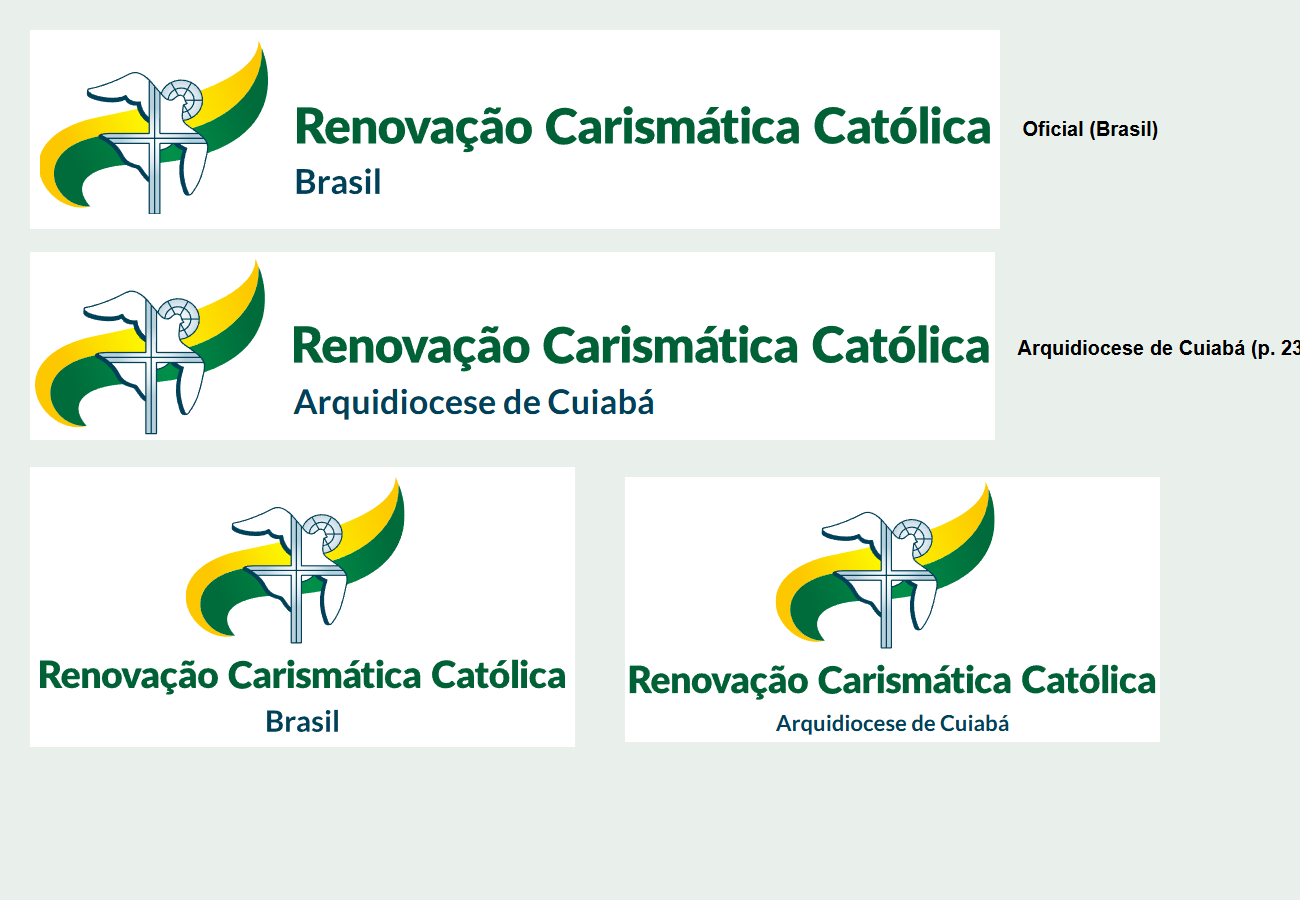 Renovação Carismática Católica
Brasil
Oficial (Brasil)
Renovação Carismática Católica
Arquidiocese de Cuiabá
Arquidiocese de Cuiabá (p. 23
Renovação Carismática Católica
Brasil
Renovação Carismática Católica
Arquidiocese de Cuiabá